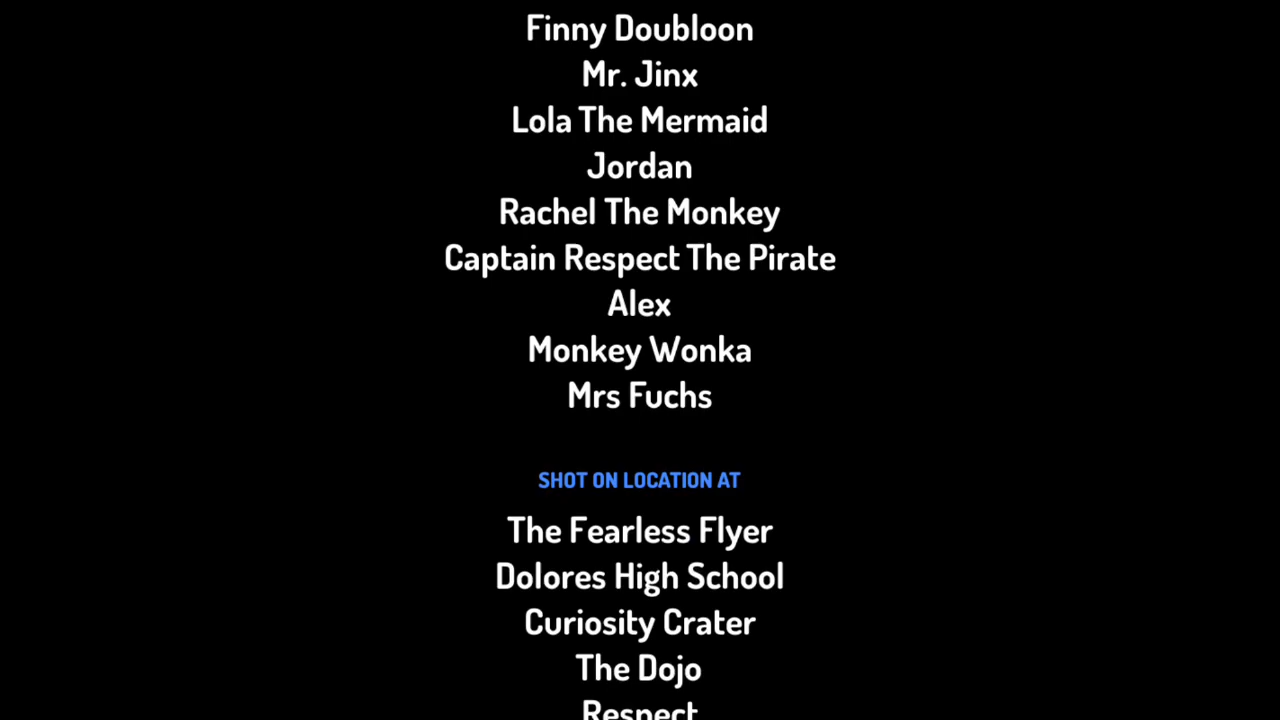 Finny Doubloon
Mr. Jinx
Lola The Mermaid
Jordan
Rachel The Monkey
Captain Respect The Pirate
Alex
Monkey Wonka
Mrs Fuchs
SHOT ON LOCATION AT
The Fearless Flyer
Dolores High School
Curiosity Crater
The Dojo
Respect